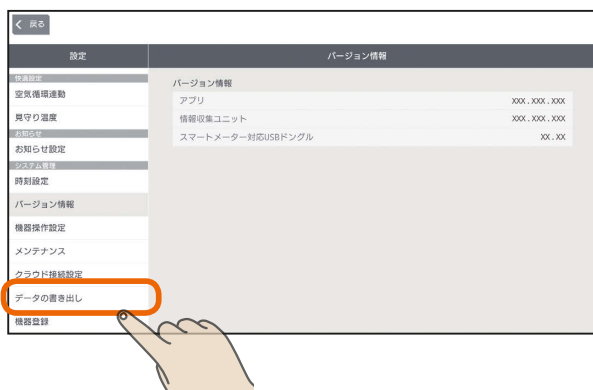 戻る
設定
バージョン情報
快適設定
空気循環連動
見守り温度
お知らせ
お知らせ設定
システム管理
時刻設定
バージョン情報
機器操作設定
メンテナンス
クラウド接続設定
データの書き出し
機器登録
バージョン情報
アプリ XXX.XXX.XXX
情報収集ユニット XXX.XXX.XXX
スマートメーター対応USBドングル XX.XX